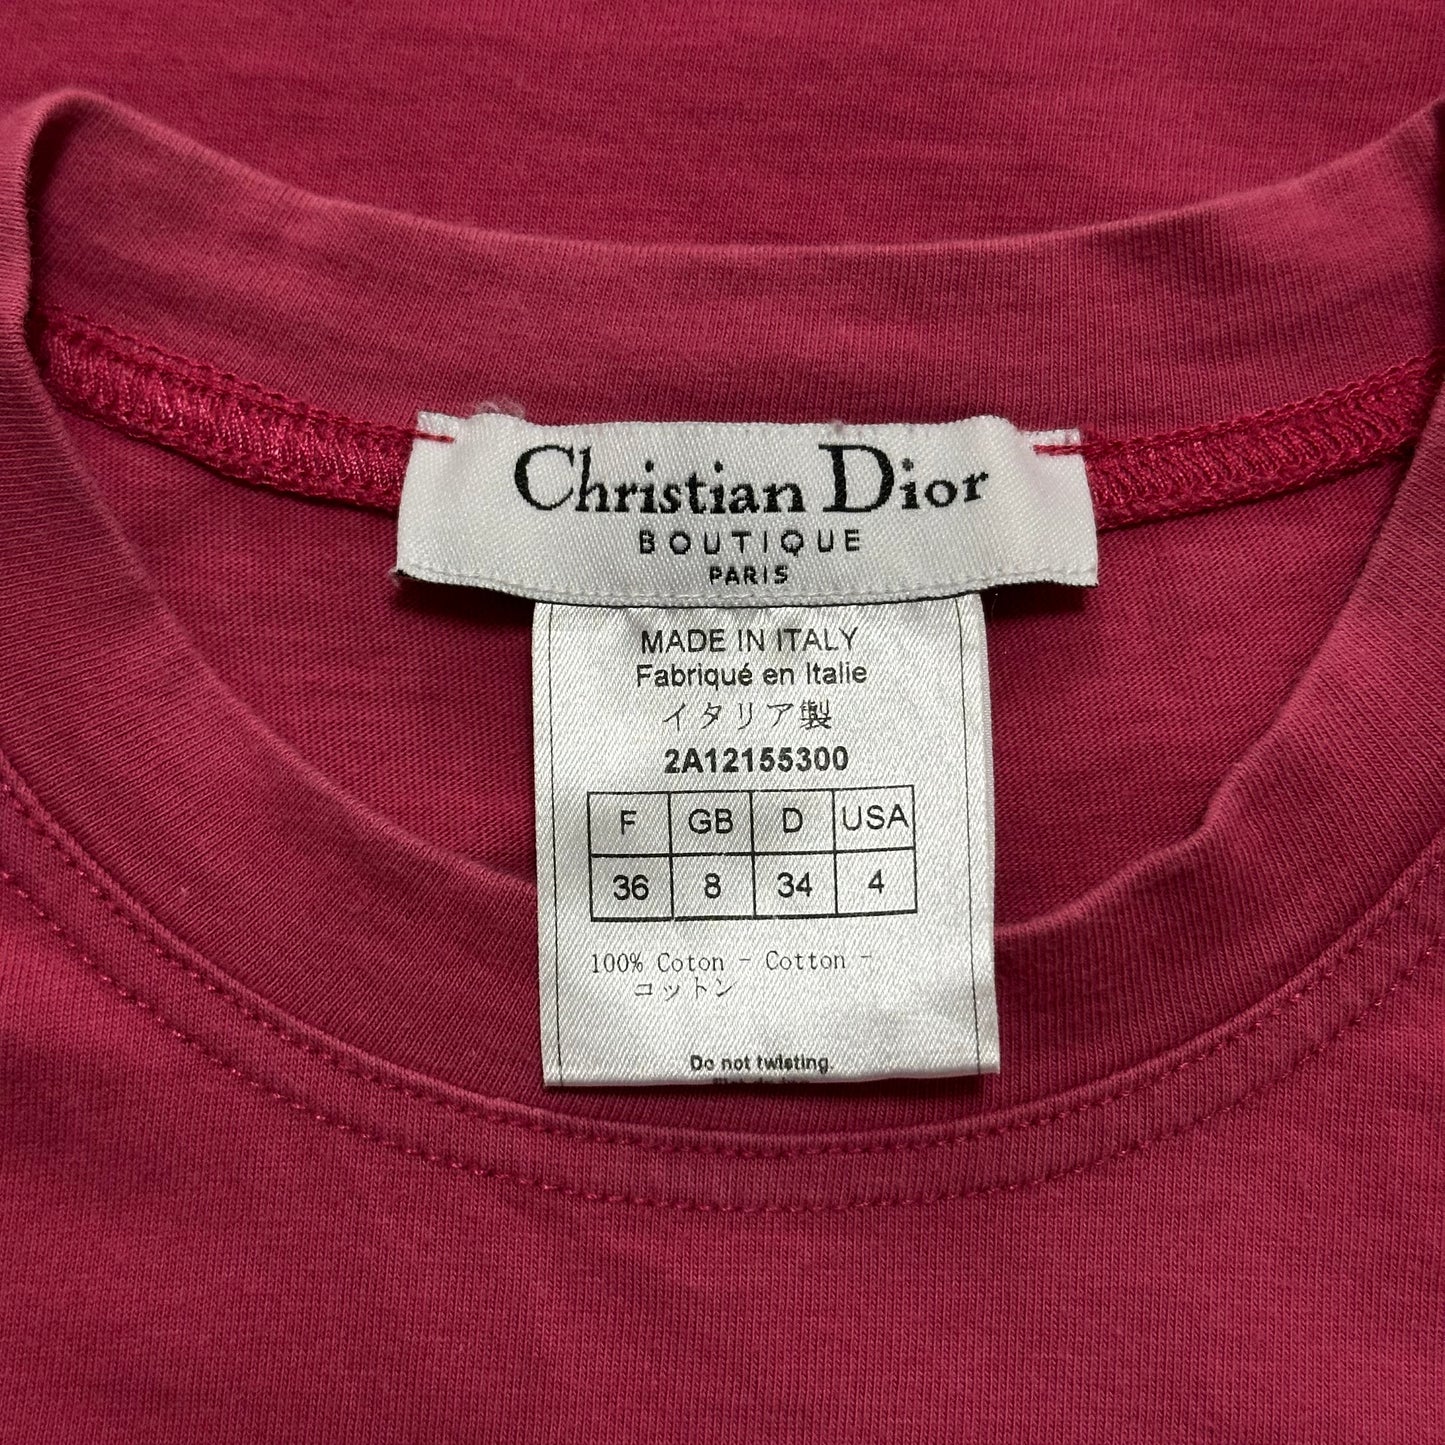 Christian Dior
BOUTIQUE
PARIS
MADE IN ITALY
Fabriqué en Italie
イタリア製
2A12155300
F GB D USA
36 8 34 4
100% Coton - Cotton -
コットン
Do not twisting.